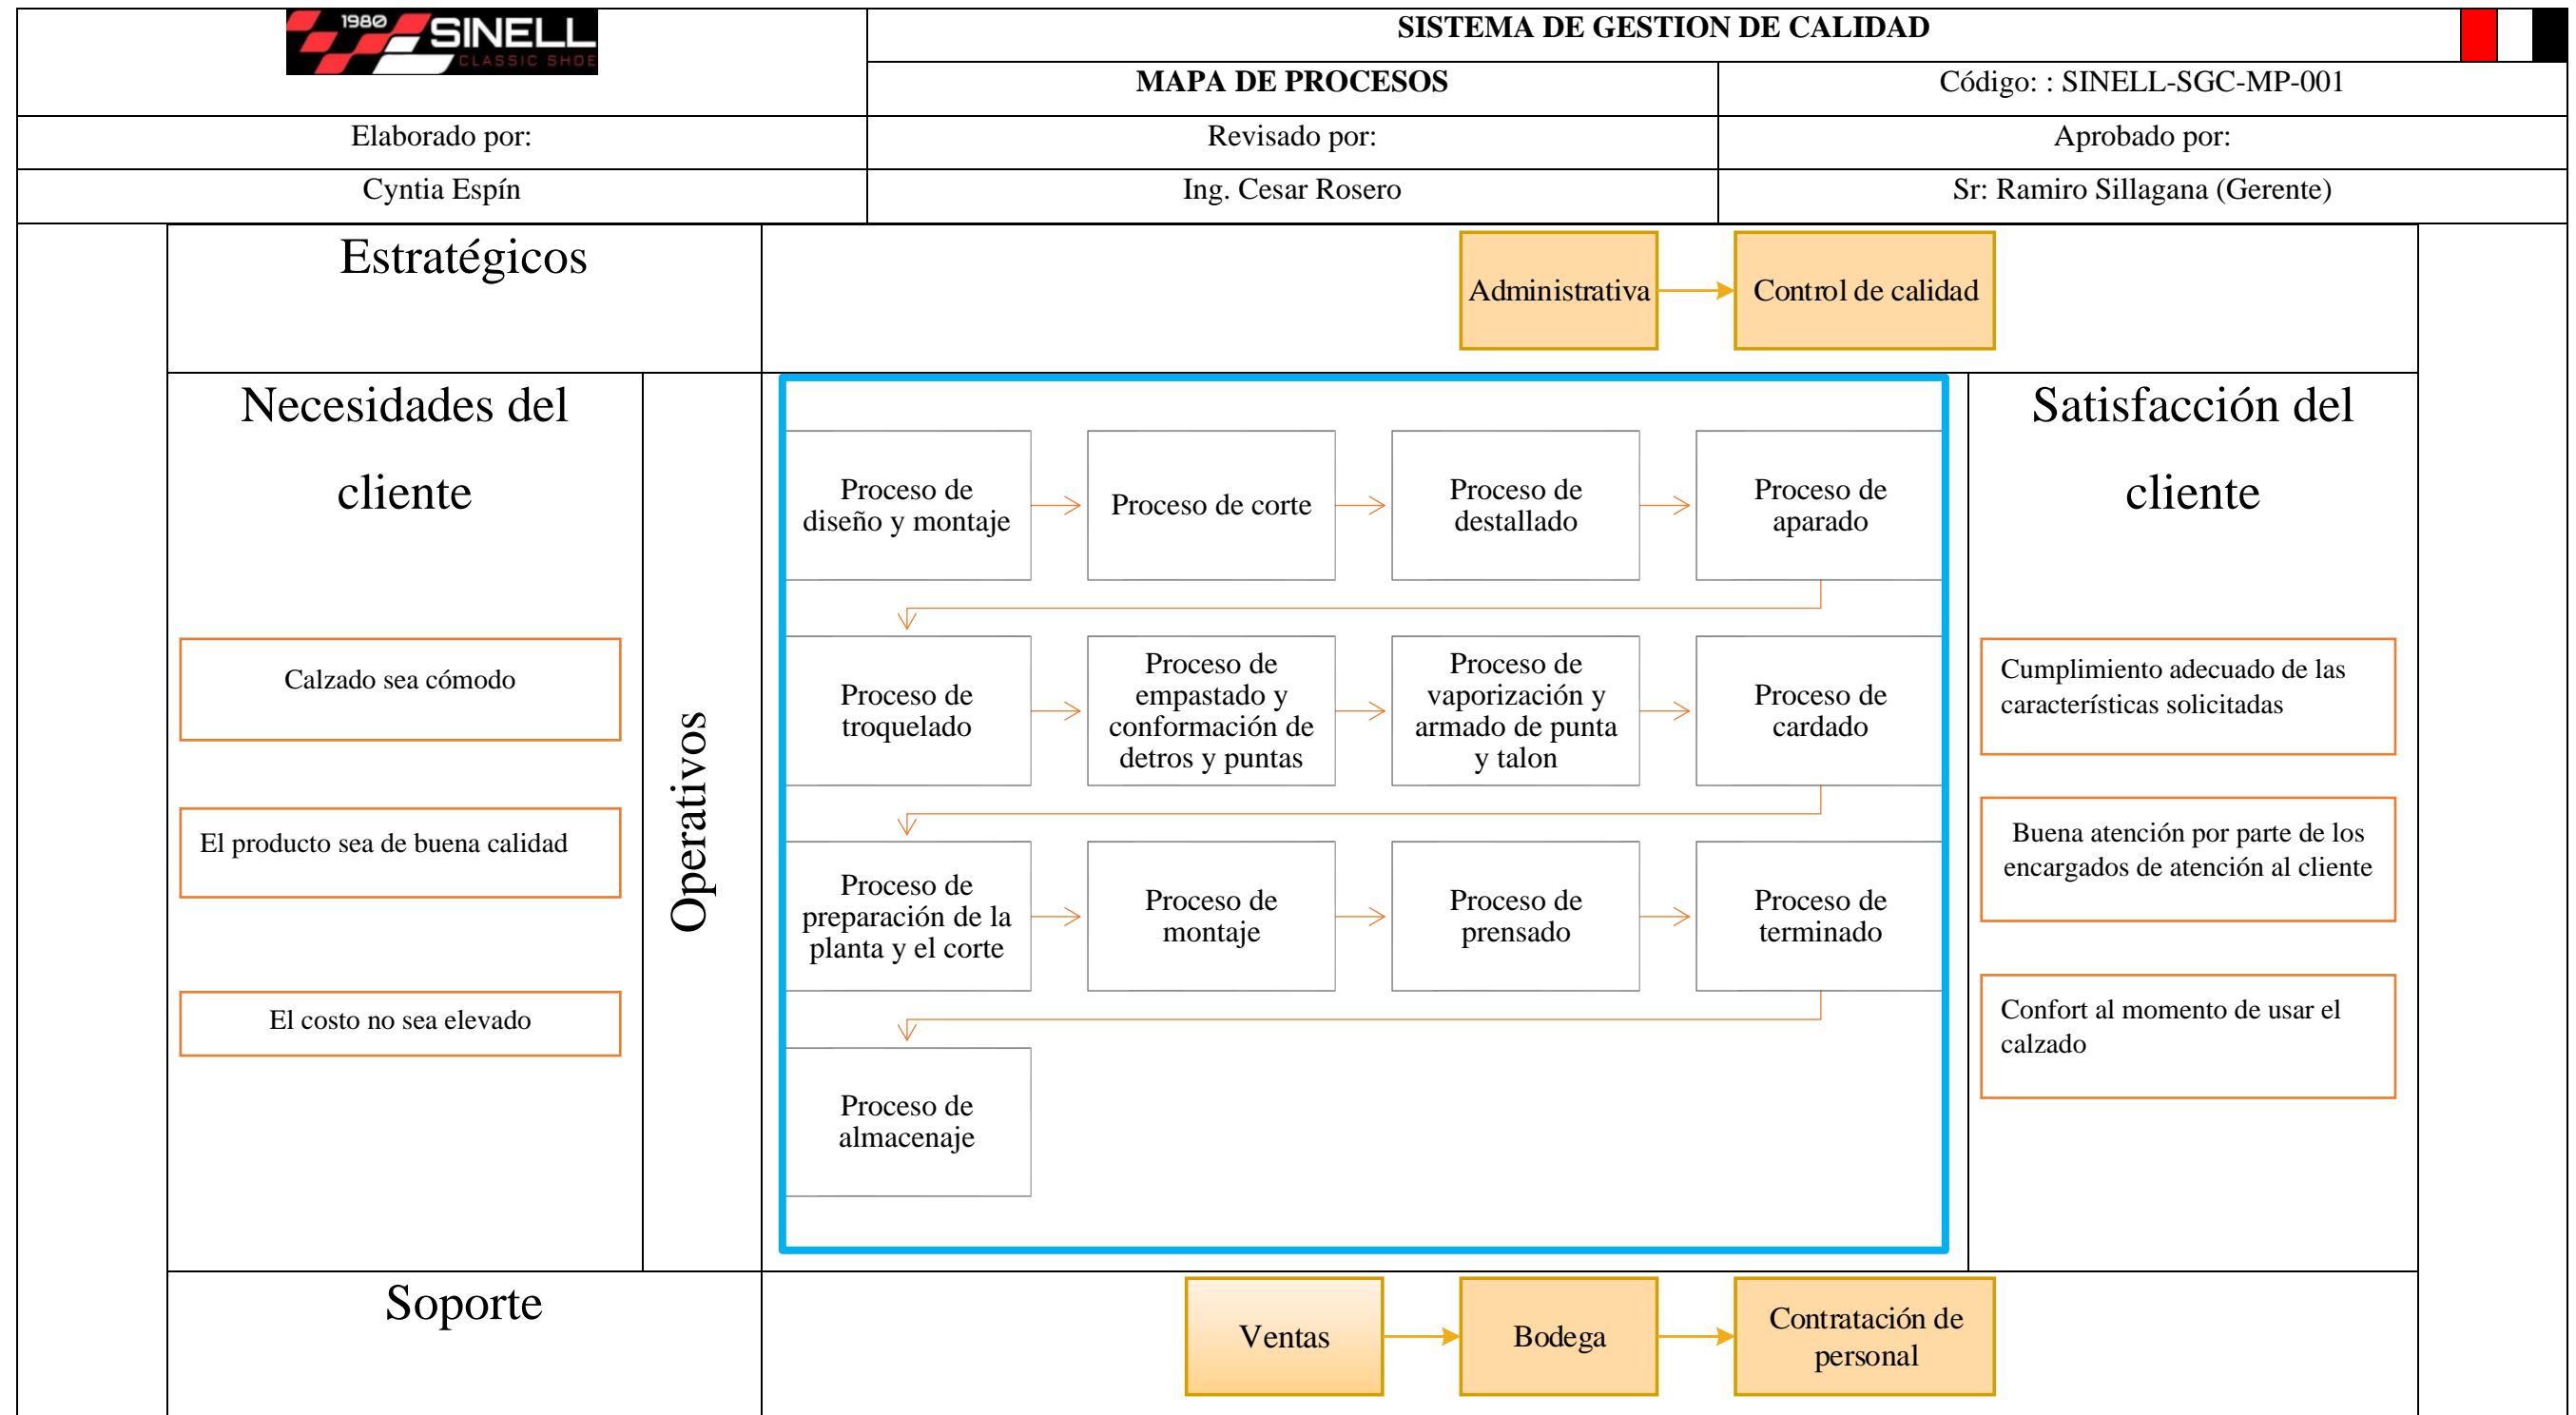 1980
SINELL
CLASSIC SHOE
SISTEMA DE GESTION DE CALIDAD
MAPA DE PROCESOS
Código: : SINELL-SGC-MP-001
Elaborado por:
Revisado por:
Aprobado por:
Cyntia Espín
Ing. Cesar Rosero
Sr: Ramiro Sillagana (Gerente)
Estratégicos
Administrativa
Control de calidad
Necesidades del
cliente
Calzado sea cómodo
El producto sea de buena calidad
El costo no sea elevado
Operativos
Proceso de
diseño y montaje
Proceso de corte
Proceso de
destallado
Proceso de
aparado
Proceso de
troquelado
Proceso de
empastado y
conformación de
detros y puntas
Proceso de
vaporización y
armado de punta
y talon
Proceso de
cardado
Proceso de
preparación de la
planta y el corte
Proceso de
montaje
Proceso de
prensado
Proceso de
terminado
Proceso de
almacenaje
Satisfacción del
cliente
Cumplimiento adecuado de las
características solicitadas
Buena atención por parte de los
encargados de atención al cliente
Confort al momento de usar el
calzado
Soporte
Ventas
Bodega
Contratación de
personal